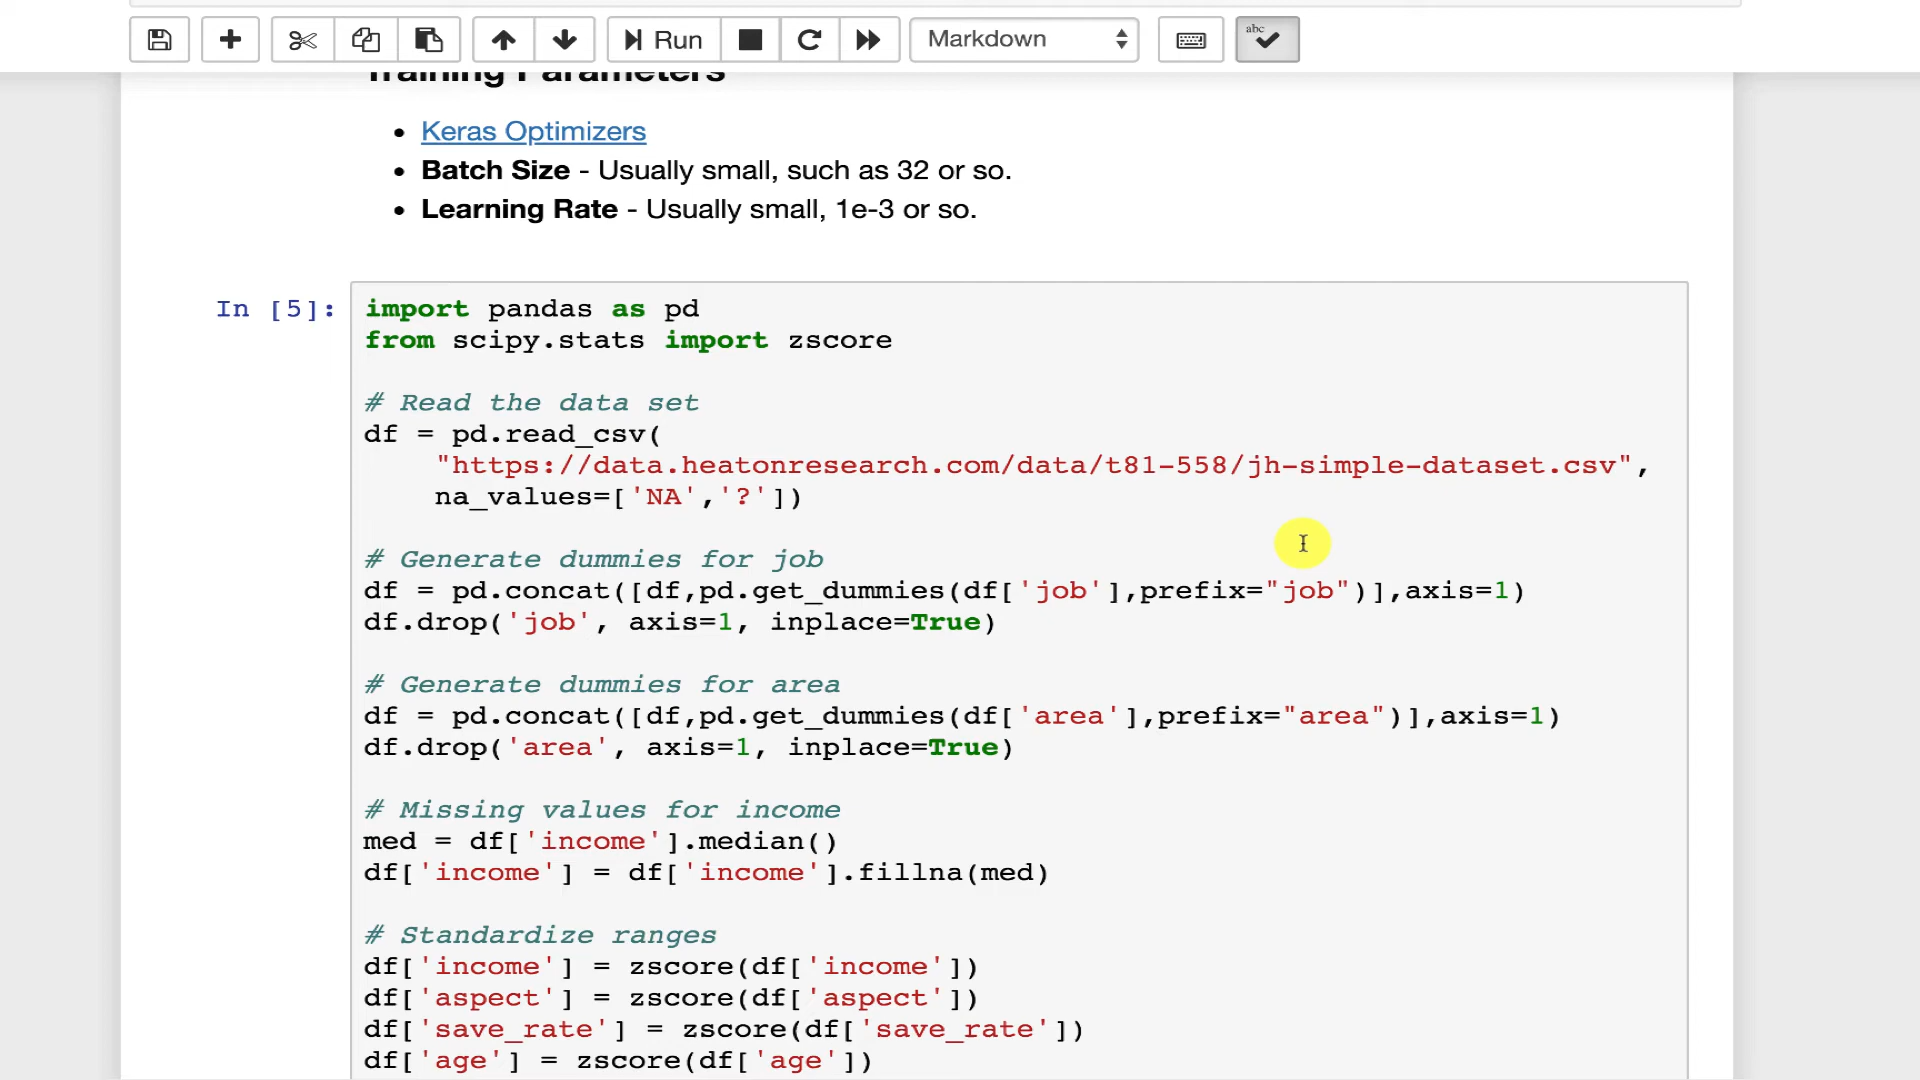 Run
Markdown
abc
Training Parameters
Keras Optimizers
Batch Size - Usually small, such as 32 or so.
Learning Rate - Usually small, 1e-3 or so.
In [5]:
import pandas as pd
from scipy.stats import zscore
# Read the data set
df = pd.read_csv(
"https://data.heatonresearch.com/data/t81-558/jh-simple-dataset.csv",
na_values=['NA','?'])
# Generate dummies for job
df = pd.concat([df,pd.get_dummies(df['job'],prefix="job")],axis=1)
df.drop('job', axis=1, inplace=True)
# Generate dummies for area
df = pd.concat([df,pd.get_dummies(df['area'],prefix="area")],axis=1)
df.drop('area', axis=1, inplace=True)
# Missing values for income
med = df['income'].median()
df['income'] = df['income'].fillna(med)
# Standardize ranges
df['income'] = zscore(df['income'])
df['aspect'] = zscore(df['aspect'])
df['save_rate'] = zscore(df['save_rate'])
df['age'] = zscore(df['age'])